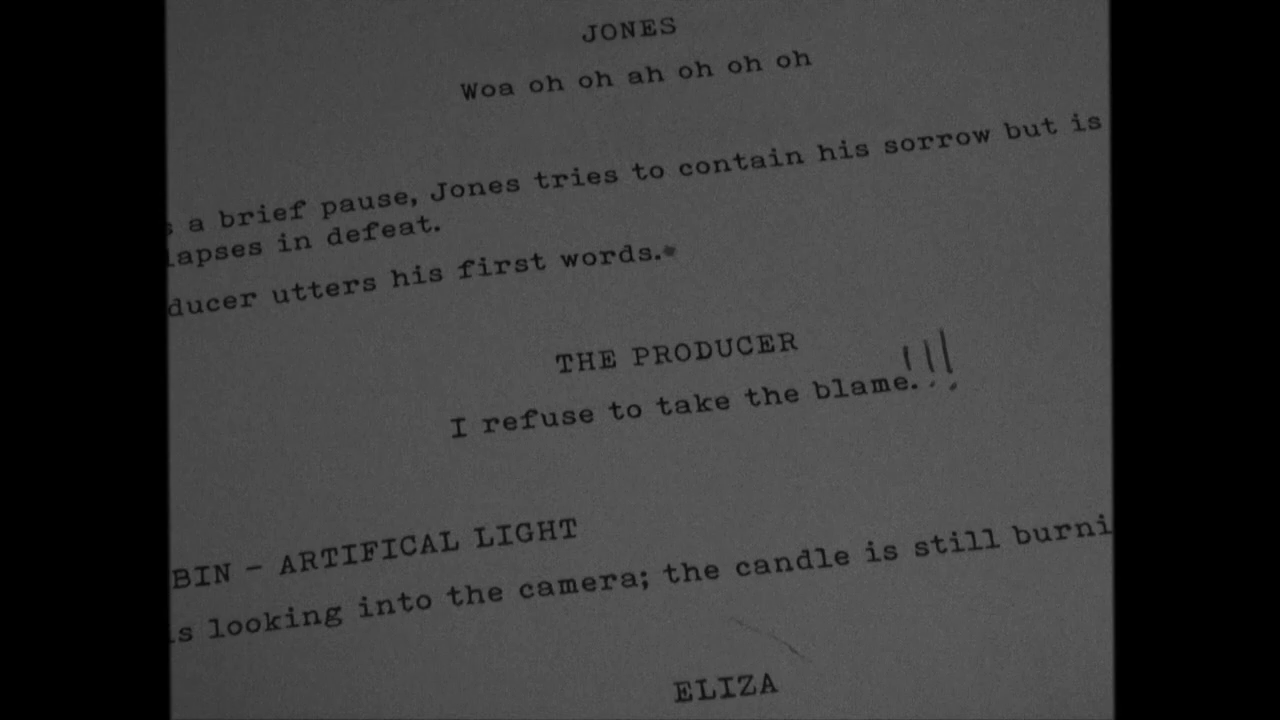 JONES
Woa oh oh ah oh oh oh
a brief pause, Jones tries to contain his sorrow but is
lapses in defeat.
ducer utters his first words.
THE PRODUCER
I refuse to take the blame.!!!
BIN - ARTIFICAL LIGHT
is looking into the camera; the candle is still burni
ELIZA